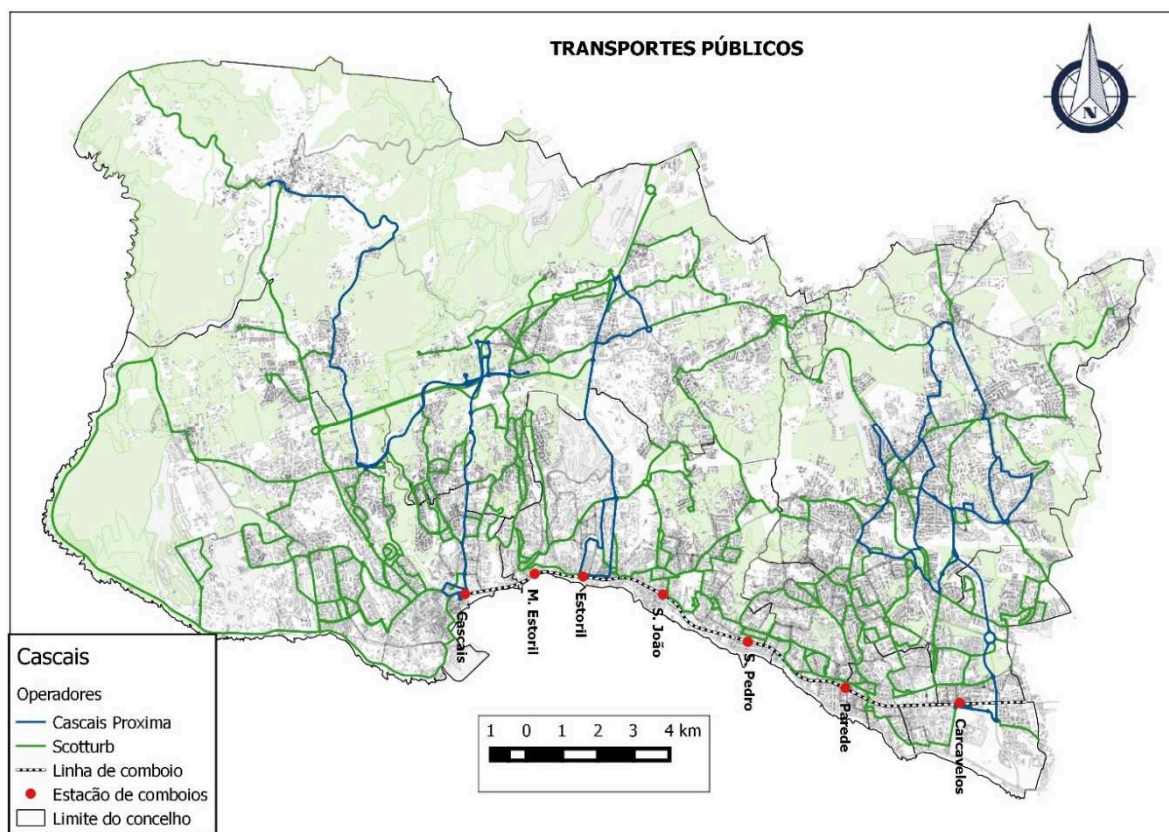 TRANSPORTES PÚBLICOS
N
Cascais
M. Estoril
Estoril
S. João
S. Pedro
Parede
Carcavelos
Cascais
Operadores
Cascais Proxima
Scotturb
Linha de comboio
Estacão de comboios
Limite do concelho
1 0 1 2 3 4 km